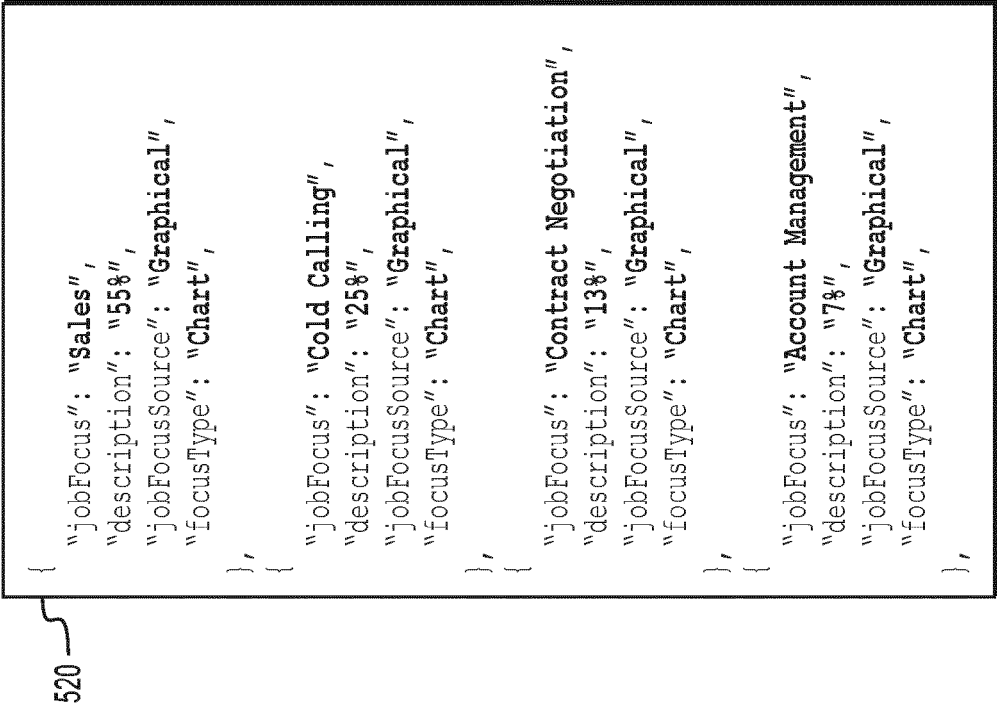 520
{
"jobFocus": "Sales",
"description": "55%",
"jobFocusSource": "Graphical",
"focusType": "Chart",
},
{
"jobFocus": "Cold Calling",
"description": "25%",
"jobFocusSource": "Graphical",
"focusType": "Chart",
},
{
"jobFocus": "Contract Negotiation",
"description": "13%",
"jobFocusSource": "Graphical",
"focusType": "Chart",
},
{
"jobFocus": "Account Management",
"description": "7%",
"jobFocusSource": "Graphical",
"focusType": "Chart",
},